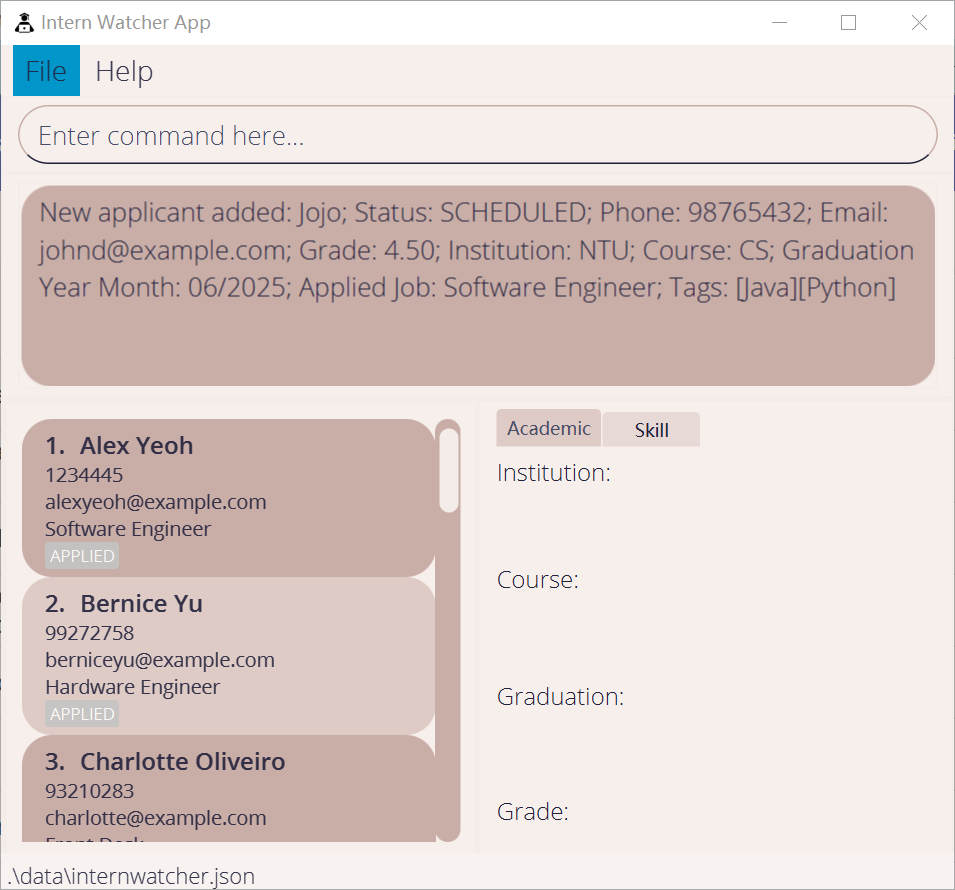 Intern Watcher App
File Help
Enter command here...
New applicant added: Jojo; Status: SCHEDULED; Phone: 98765432; Email:
johnd@example.com; Grade: 4.50; Institution: NTU; Course: CS; Graduation
Year Month: 06/2025; Applied Job: Software Engineer; Tags: [Java][Python]
1. Alex Yeoh
1234445
alexyeoh@example.com
Software Engineer
APPLIED
2. Bernice Yu
99272758
berniceyu@example.com
Hardware Engineer
APPLIED
3. Charlotte Oliveiro
93210283
charlotte@example.com
Front Desk
Academic Skill
Institution:
Course:
Graduation:
Grade:
.\data\internwatcher.json